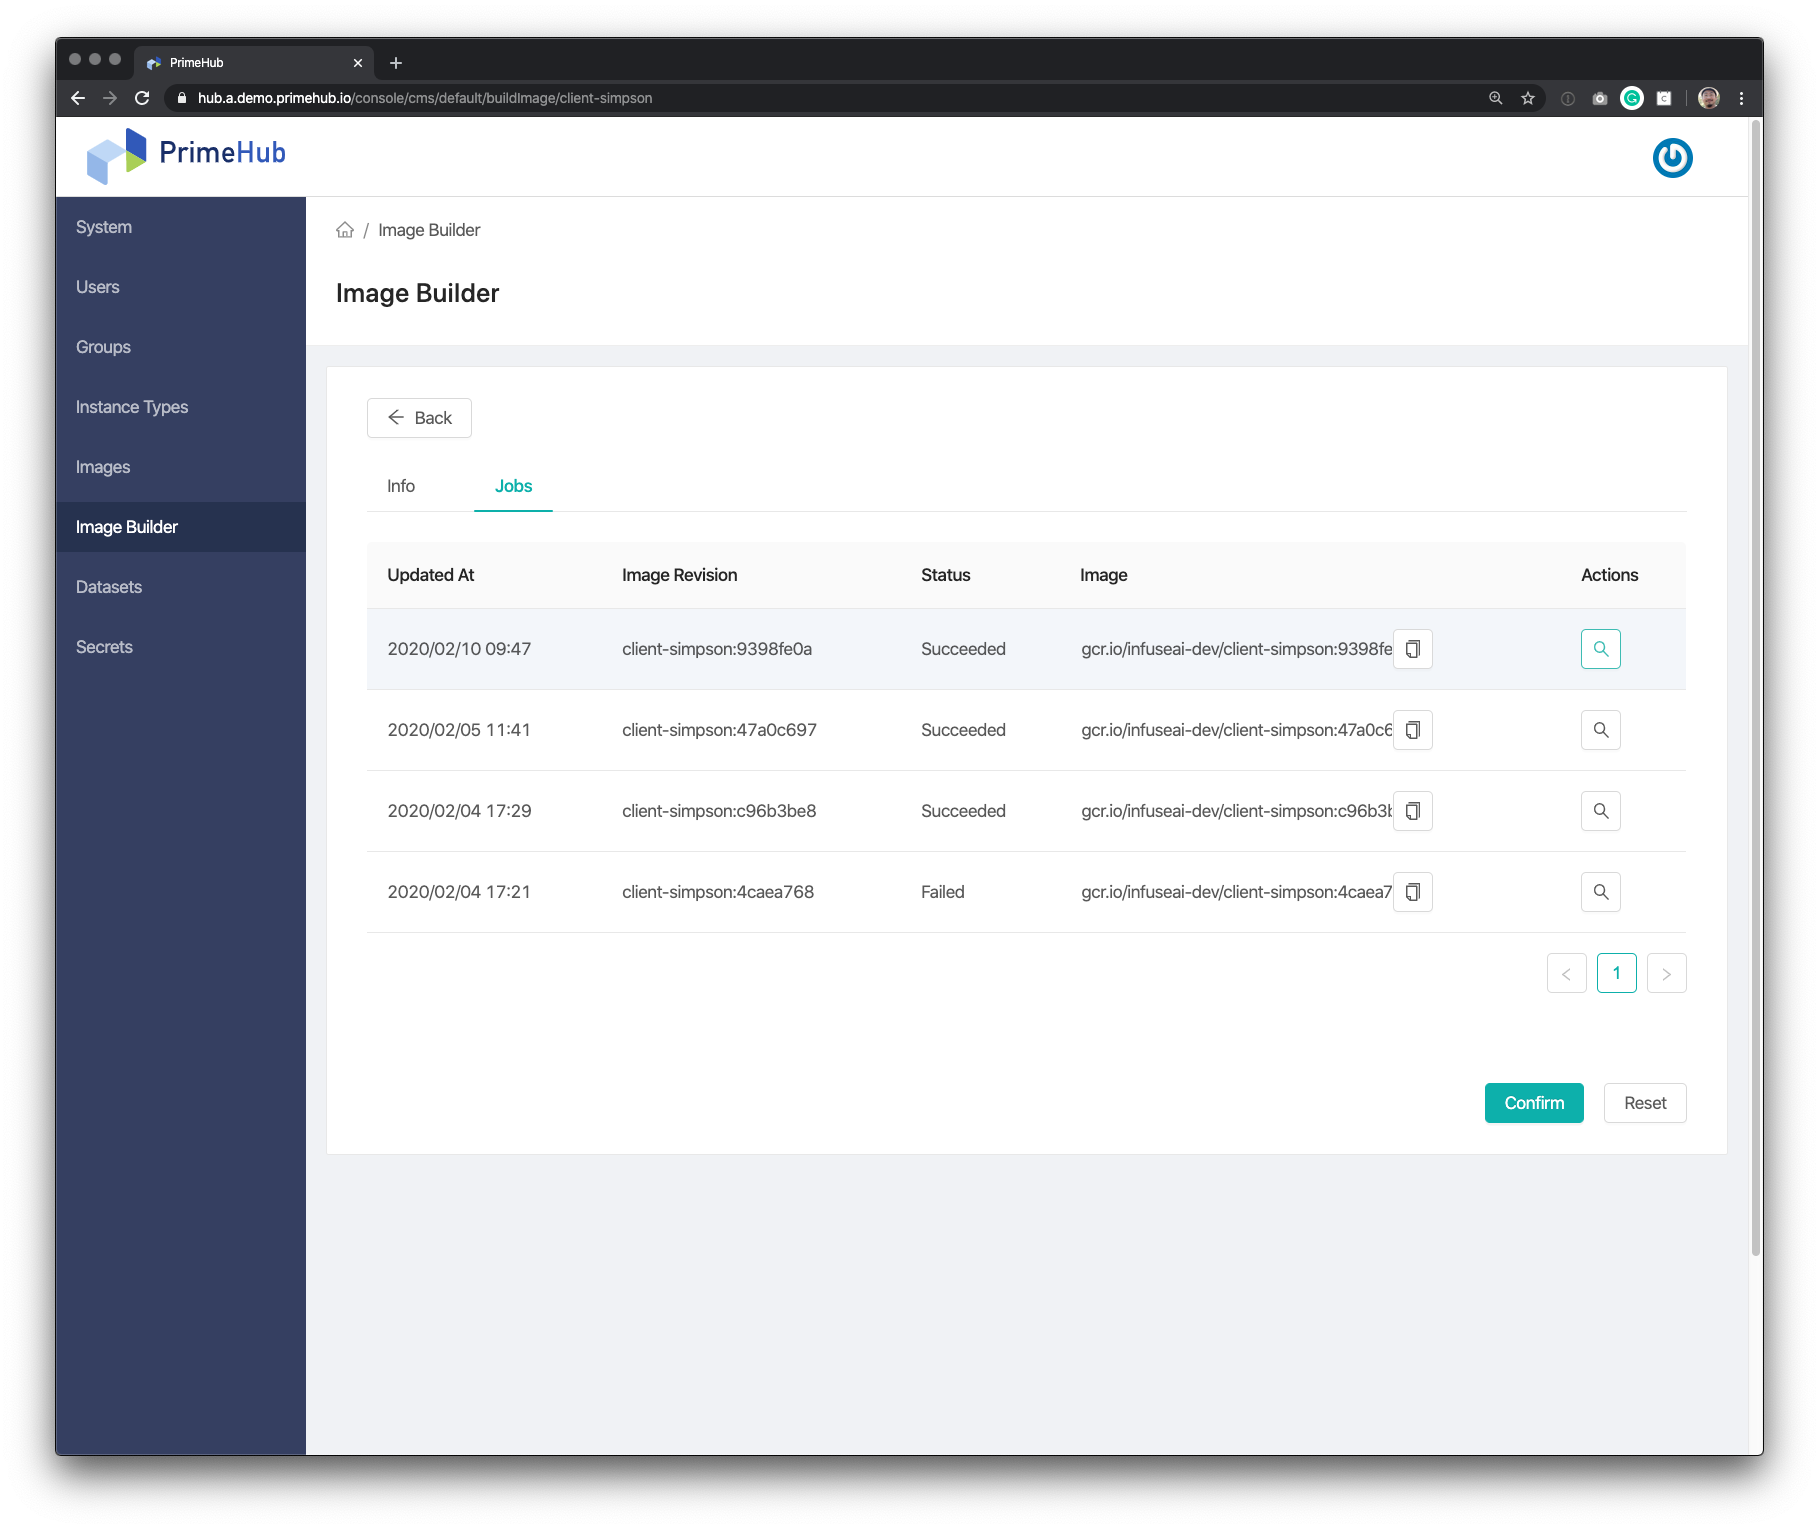 PrimeHub
hub.a.demo.primehub.io/console/cms/default/buildImage/client-simpson
PrimeHub
System
Users
Groups
Instance Types
Images
Image Builder
Datasets
Secrets
/ Image Builder
Image Builder
Back
Info Jobs
Updated At Image Revision Status Image Actions
2020/02/10 09:47 client-simpson:9398fe0a Succeeded gcr.io/infuseai-dev/client-simpson:9398fe
2020/02/05 11:41 client-simpson:47a0c697 Succeeded gcr.io/infuseai-dev/client-simpson:47a0c6
2020/02/04 17:29 client-simpson:c96b3be8 Succeeded gcr.io/infuseai-dev/client-simpson:c96b3b
2020/02/04 17:21 client-simpson:4caea768 Failed gcr.io/infuseai-dev/client-simpson:4caea7
< 1 >
Confirm Reset